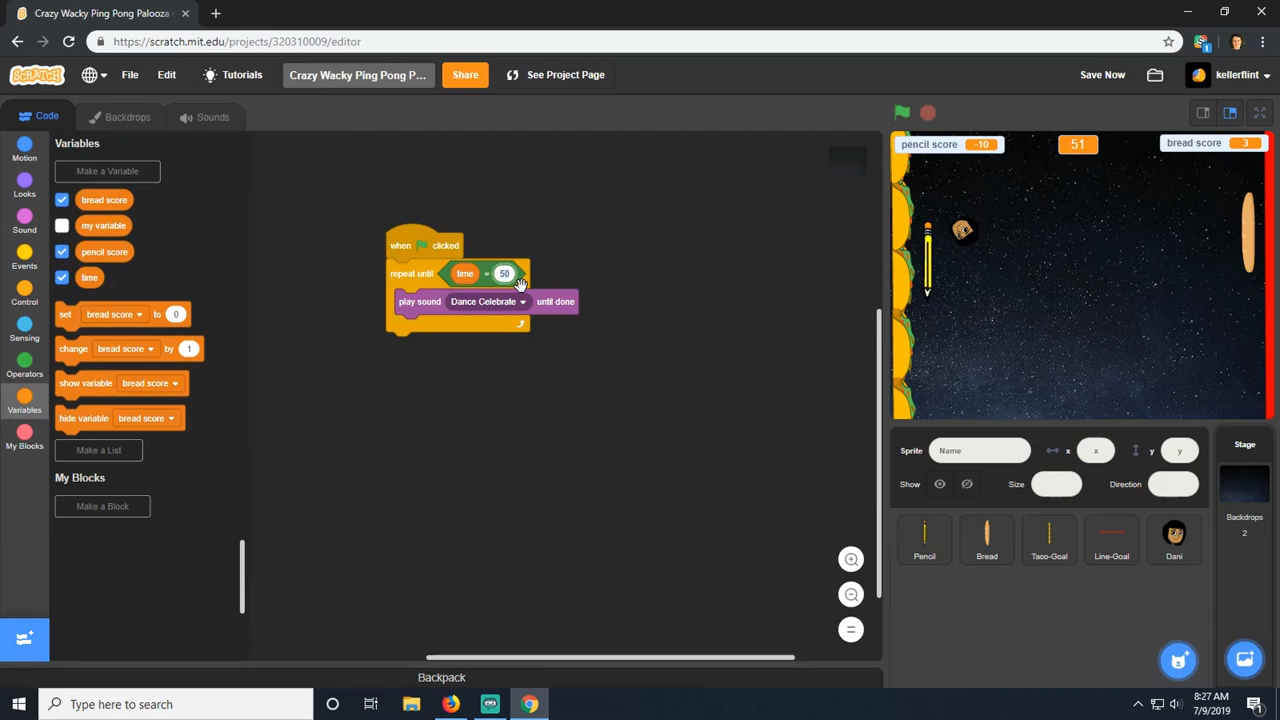 Crazy Wacky Ping Pong Palooza
https://scratch.mit.edu/projects/320310009/editor
1
SCRATCH
File
Edit
Tutorials
Crazy Wacky Ping Pong P...
Share
See Project Page
Save Now
kellerflint
Code
Backdrops
Sounds
Motion
Looks
Sound
Events
Control
Sensing
Operators
Variables
My Blocks
Variables
Make a Variable
bread score
my variable
pencil score
time
set bread score to 0
change bread score by 1
show variable bread score
hide variable bread score
Make a List
My Blocks
Make a Block
when clicked
repeat until time = 50
play sound Dance Celebrate until done
pencil score -10
51
bread score 3
Sprite Name x x y y
Show Size Direction
Pencil
Bread
Taco-Goal
Line-Goal
Dani
Stage
Backdrops
2
Backpack
Type here to search
8:27 AM
7/9/2019
1